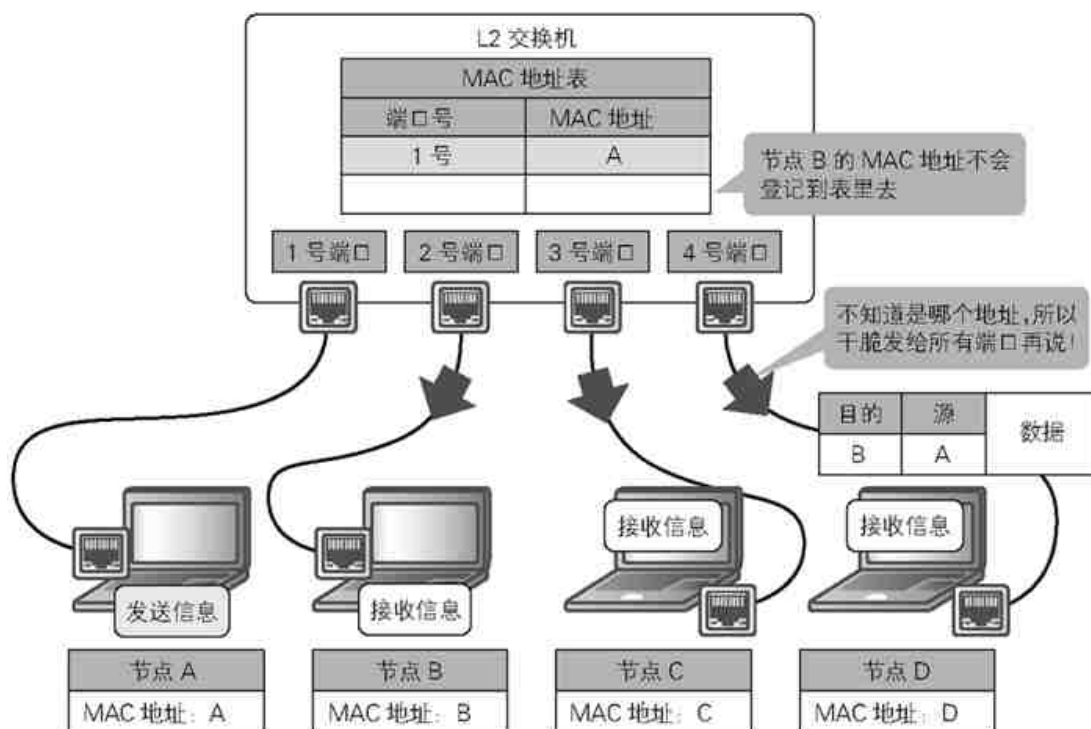 L2 交换机
MAC 地址表
端口号
MAC 地址
1 号
A
节点 B 的 MAC 地址不会
登记到表里去
1 号端口
2 号端口
3 号端口
4 号端口
不知道是哪个地址,所以
干脆发给所有端口再说!
目的
源
数据
B
A
发送信息
接收信息
接收信息
接收信息
节点 A
MAC 地址: A
节点 B
MAC 地址: B
节点 C
MAC 地址: C
节点 D
MAC 地址: D